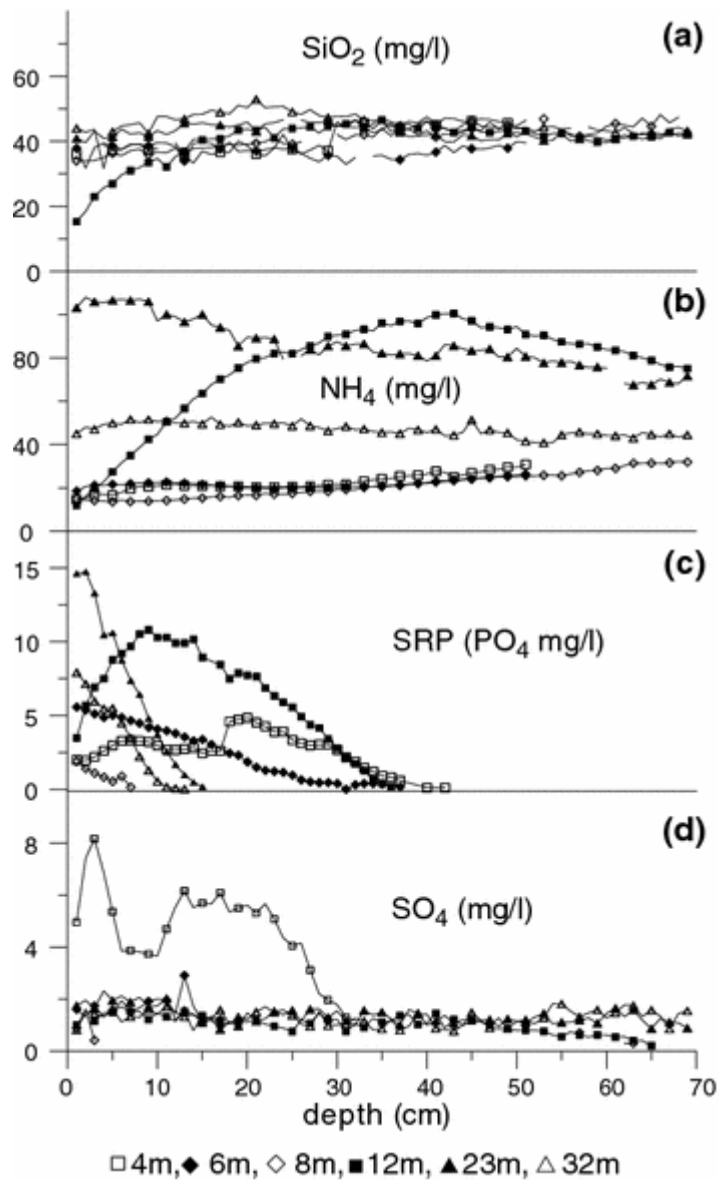 (a)
SiO2 (mg/l)
60
40
20
0
(b)
80
NH4 (mg/l)
40
0
(c)
15
SRP (PO4 mg/l)
10
5
0
(d)
8
SO4 (mg/l)
4
0
0 10 20 30 40 50 60 70
depth (cm)
□4m,◆ 6m, ◇ 8m,■12m, ▲23m, △ 32m